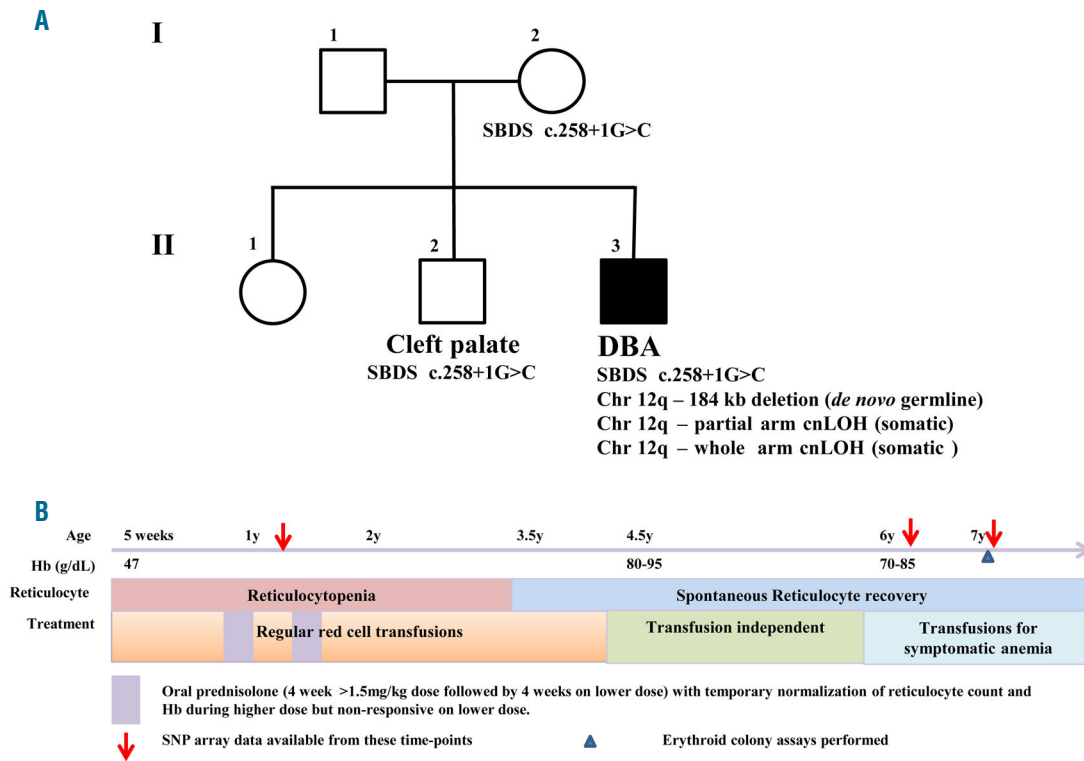 A
I
1
2
SBDS c.258+1G>C
II
1
2
3
Cleft palate
SBDS c.258+1G>C
DBA
SBDS c.258+1G>C
Chr 12q – 184 kb deletion (de novo germline)
Chr 12q – partial arm cnLOH (somatic)
Chr 12q – whole arm cnLOH (somatic )
B
Age 5 weeks 1y 2y 3.5y 4.5y 6y 7y
Hb (g/dL) 47 80-95 70-85
Reticulocyte Reticulocytopenia Spontaneous Reticulocyte recovery
Treatment Regular red cell transfusions Transfusion independent Transfusions for
symptomatic anemia
Oral prednisolone (4 week >1.5mg/kg dose followed by 4 weeks on lower dose) with temporary normalization of reticulocyte count and
Hb during higher dose but non-responsive on lower dose.
SNP array data available from these time-points Erythroid colony assays performed